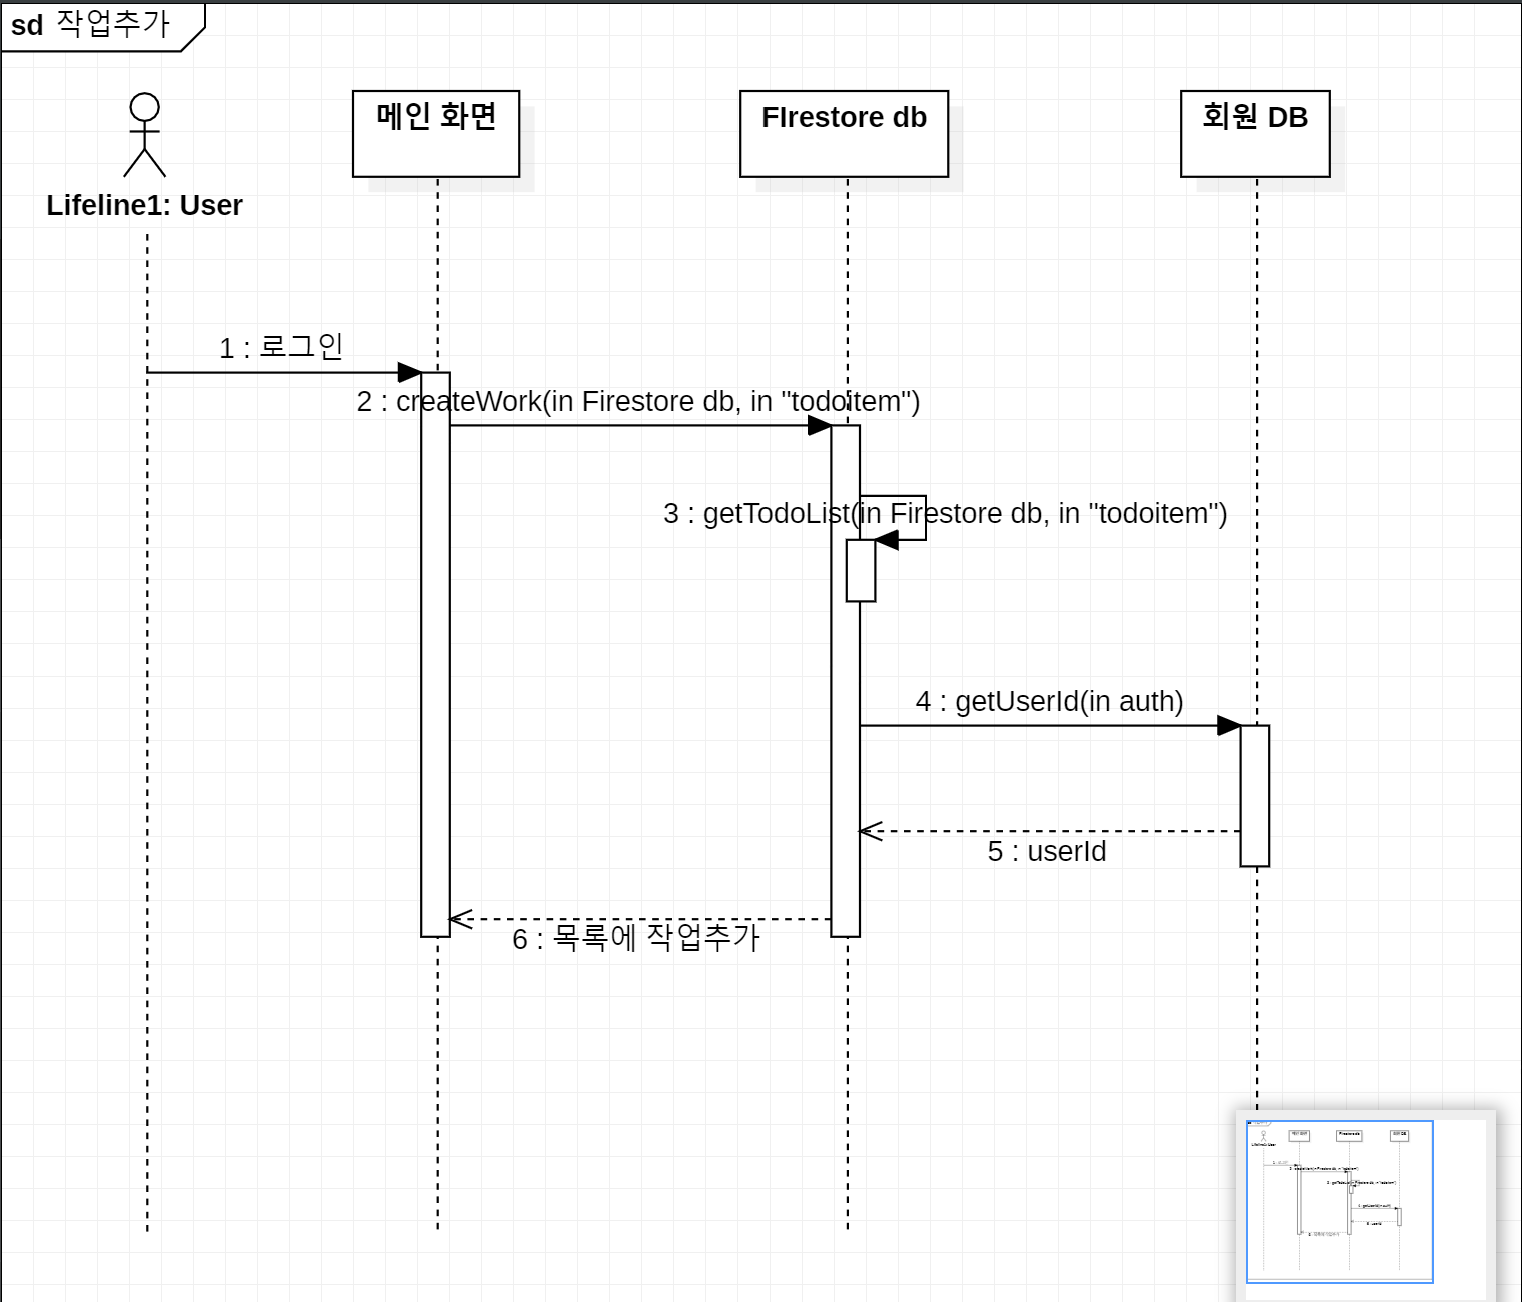 sd 작업추가
메인 화면
FIrestore db
회원 DB
Lifeline1: User
1 : 로그인
2 : createWork(in Firestore db, in "todoitem")
3 : getTodoList(in Firestore db, in "todoitem")
4 : getUserId(in auth)
5 : userId
6 : 목록에 작업추가